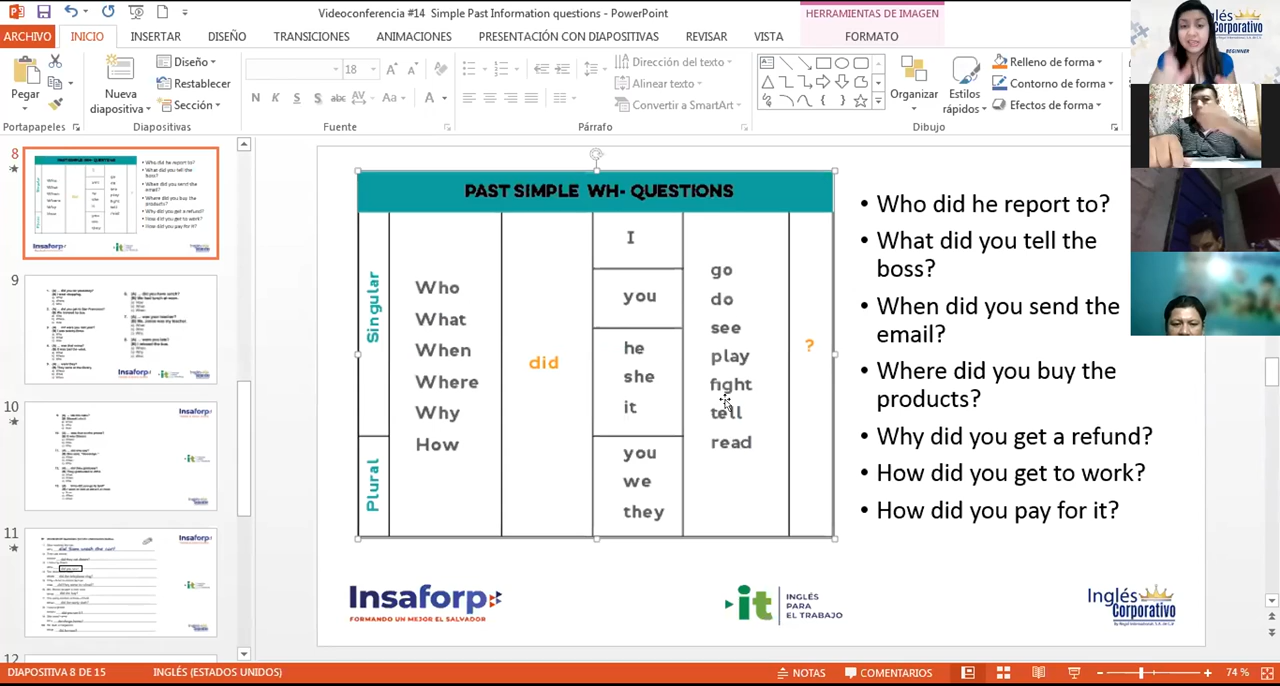 Videoconferencia #14 Simple Past Information questions - PowerPoint
HERRAMIENTAS DE IMAGEN
ARCHIVO
INICIO
INSERTAR
DISEÑO
TRANSICIONES
ANIMACIONES
PRESENTACIÓN CON DIAPOSITIVAS
REVISAR
VISTA
FORMATO
Pegar
Nueva
diapositiva
Diseño
Restablecer
Sección
18
Dirección del texto
Alinear texto
Convertir a SmartArt
Organizar
Estilos
rápidos
Relleno de forma
Contorno de forma
Efectos de forma
Portapapeles
Diapositivas
Fuente
Párrafo
Dibujo
8
9
10
11
12
PAST SIMPLE WH- QUESTIONS
Singular
Plural
Who
What
When
Where
Why
How
did
I
you
he
she
it
you
we
they
go
do
see
play
fight
tell
read
?
• Who did he report to?
• What did you tell the
boss?
• When did you send the
email?
• Where did you buy the
products?
• Why did you get a refund?
• How did you get to work?
• How did you pay for it?
Insaforp
FORMANDO UN MEJOR EL SALVADOR
it
INGLÉS
PARA
EL TRABAJO
Inglés
Corporativo
DIAPOSITIVA 8 DE 15
INGLÉS (ESTADOS UNIDOS)
NOTAS
COMENTARIOS
74 %